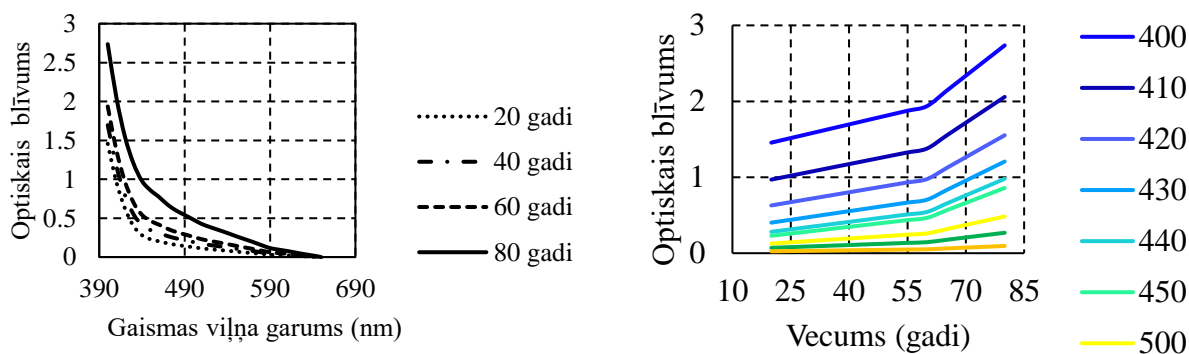 Optiskais blīvums
3
2.5
2
1.5
1
0.5
0
390 490 590 690
Gaismas viļņa garums (nm)
20 gadi
40 gadi
60 gadi
80 gadi
Optiskais blīvums
3
2
1
0
10 25 40 55 70 85
Vecums (gadi)
400
410
420
430
440
450
500